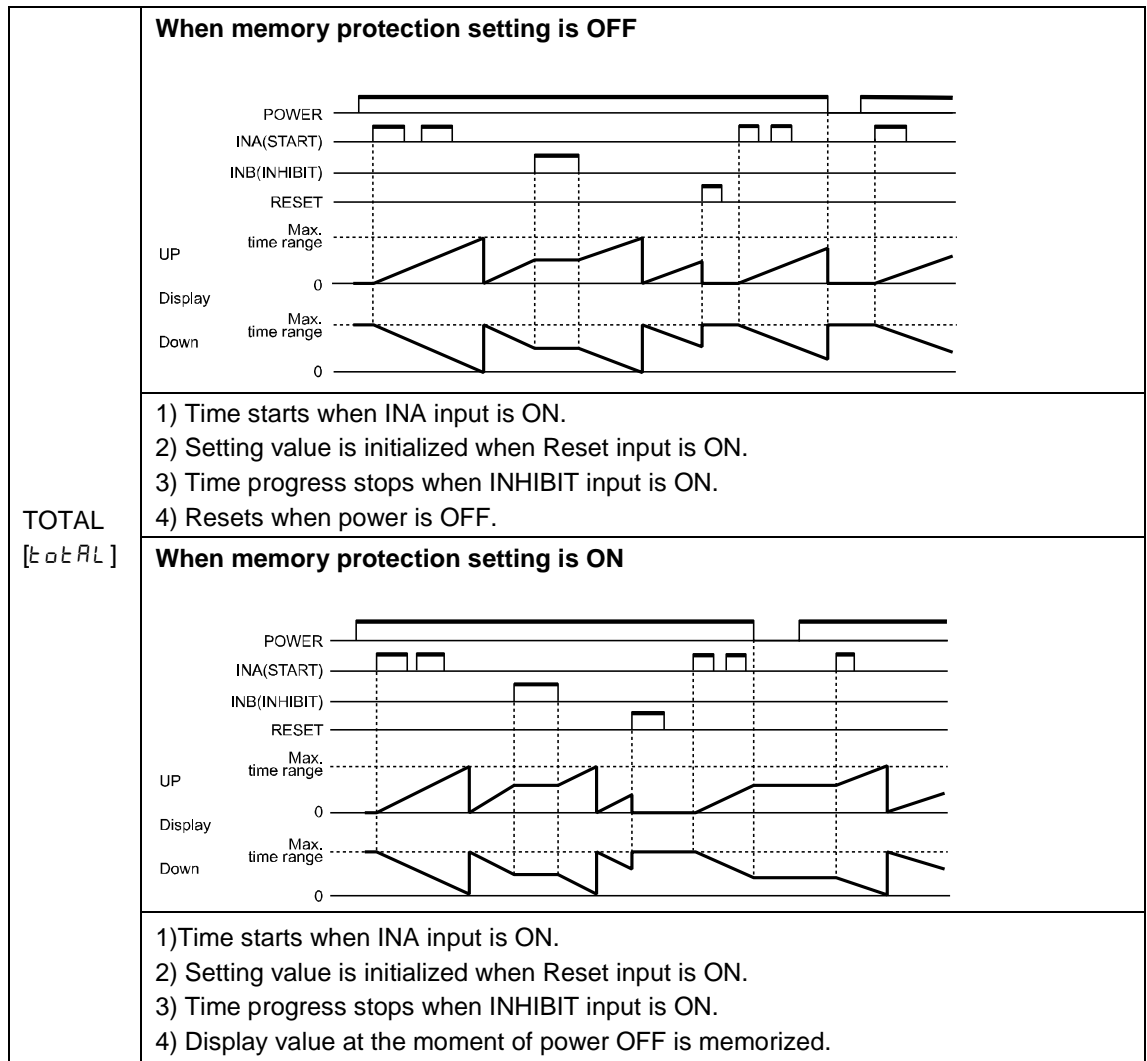 TOTAL
[totAL]
When memory protection setting is OFF
POWER
INA(START)
INB(INHIBIT)
RESET
Max.
time range
UP
0
Display
Max.
time range
Down
0
1) Time starts when INA input is ON.
2) Setting value is initialized when Reset input is ON.
3) Time progress stops when INHIBIT input is ON.
4) Resets when power is OFF.
When memory protection setting is ON
POWER
INA(START)
INB(INHIBIT)
RESET
Max.
time range
UP
0
Display
Max.
time range
Down
0
1)Time starts when INA input is ON.
2) Setting value is initialized when Reset input is ON.
3) Time progress stops when INHIBIT input is ON.
4) Display value at the moment of power OFF is memorized.